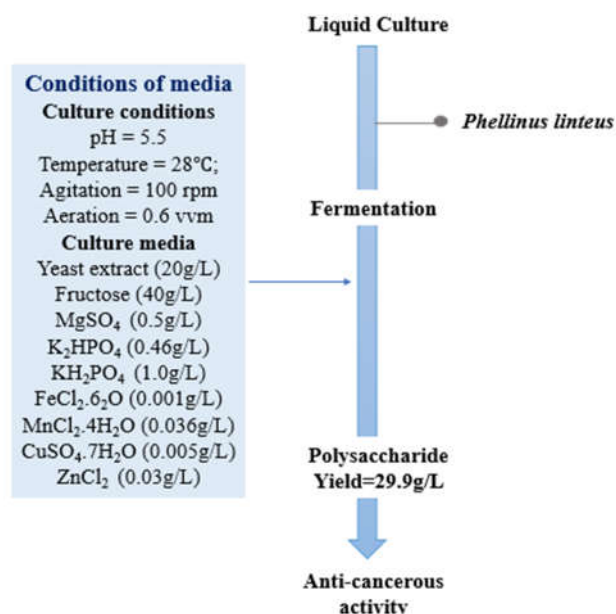 Liquid Culture
Conditions of media
Culture conditions
pH = 5.5
Temperature = 28°C;
Agitation = 100 rpm
Aeration = 0.6 vvm
Culture media
Yeast extract (20g/L)
Fructose (40g/L)
MgSO₄ (0.5g/L)
K₂HPO₄ (0.46g/L)
KH₂PO₄ (1.0g/L)
FeCl₂.6₂O (0.001g/L)
MnCl₂.4H₂O (0.036g/L)
CuSO₄.7H₂O (0.005g/L)
ZnCl₂ (0.03g/L)
Phellinus linteus
Fermentation
Polysaccharide
Yield=29.9g/L
Anti-cancerous
activity